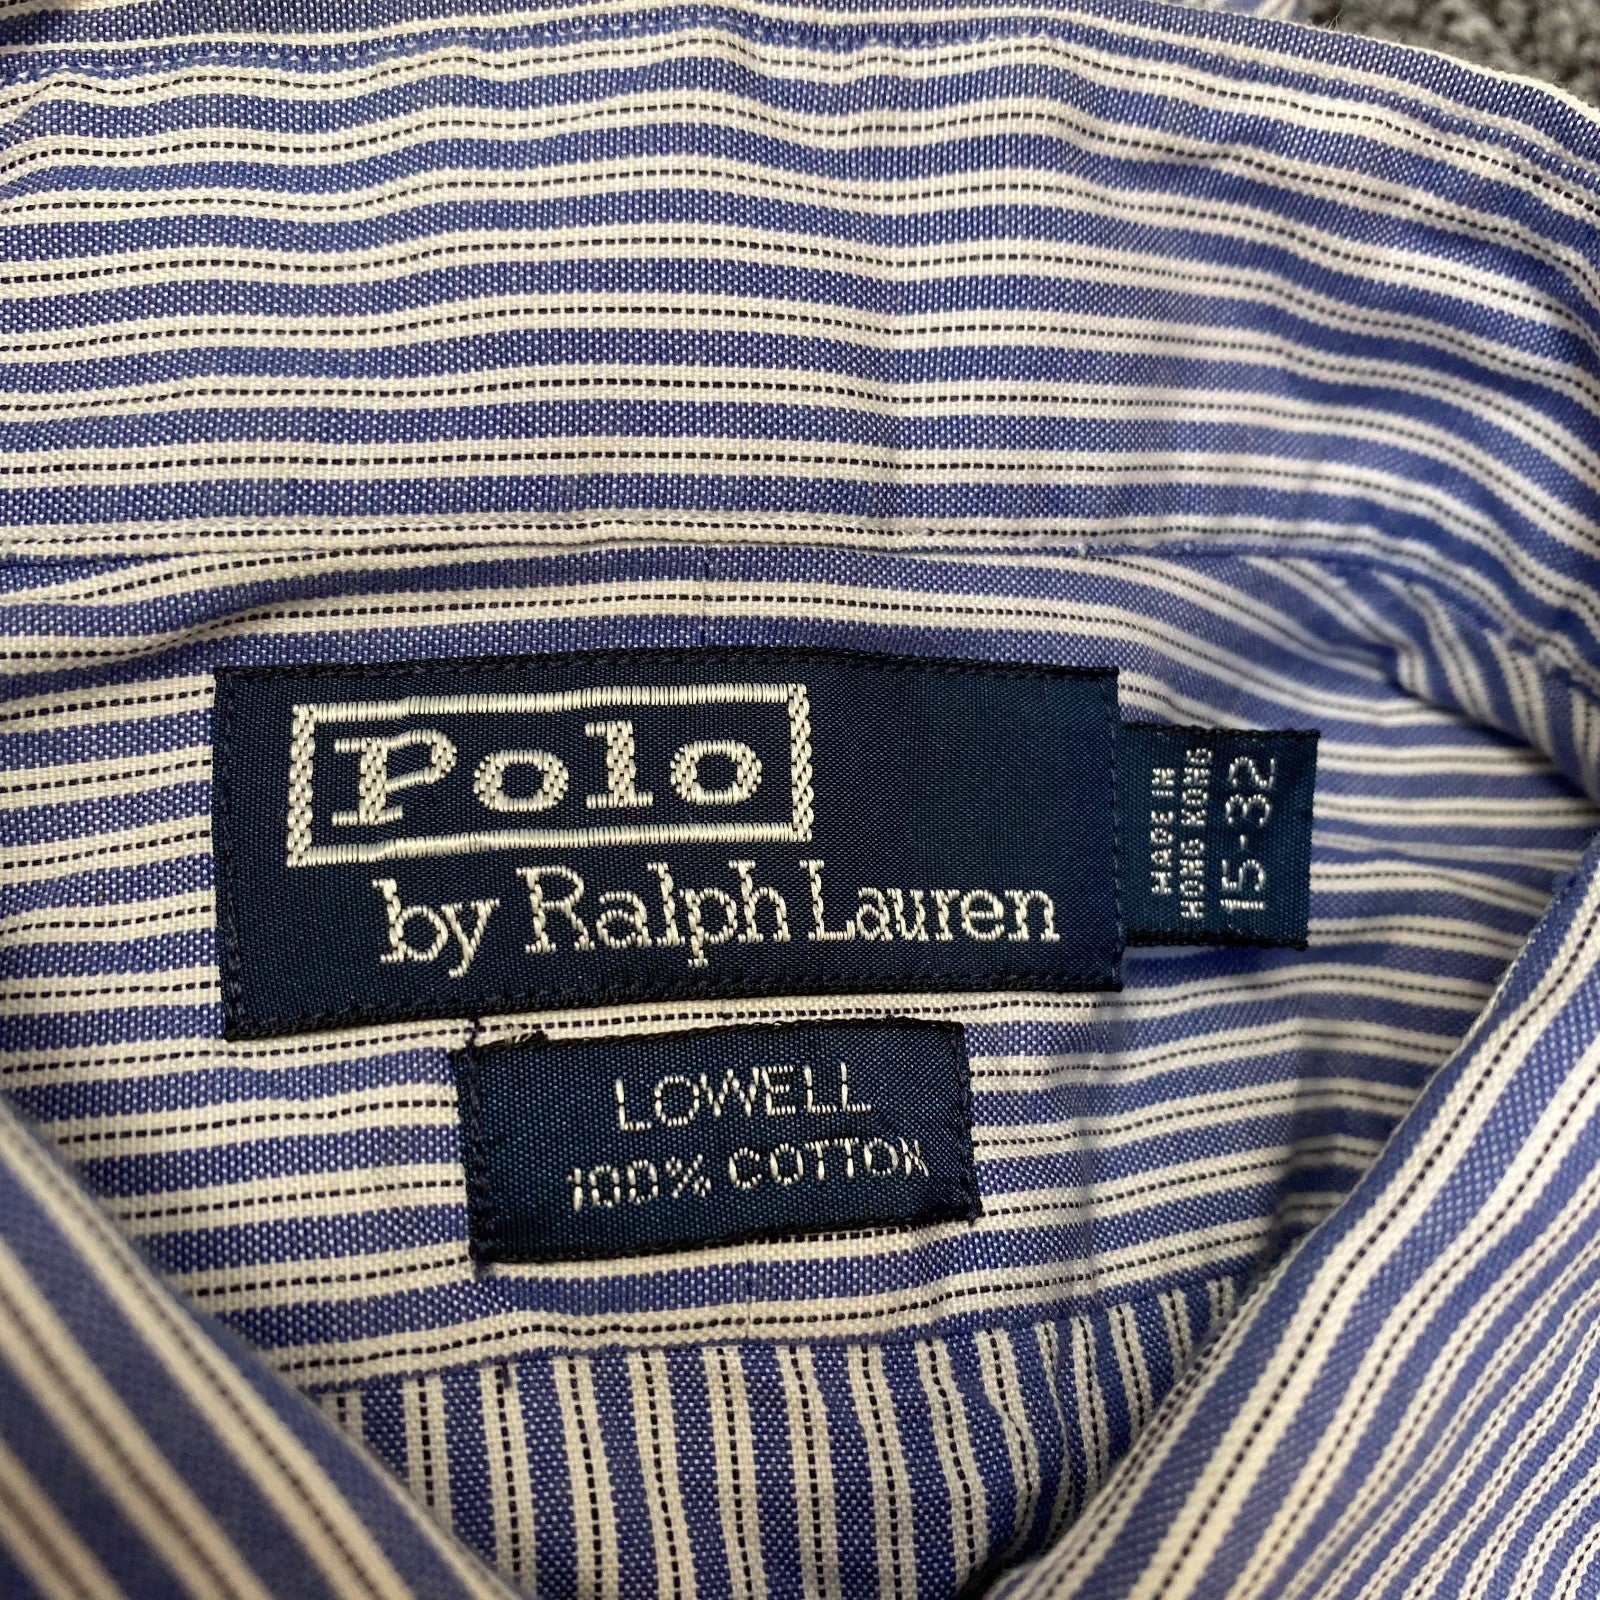 Polo
by Ralph Lauren
MADE IN
HONG KONG
15-32
LOWELL
100% COTTON